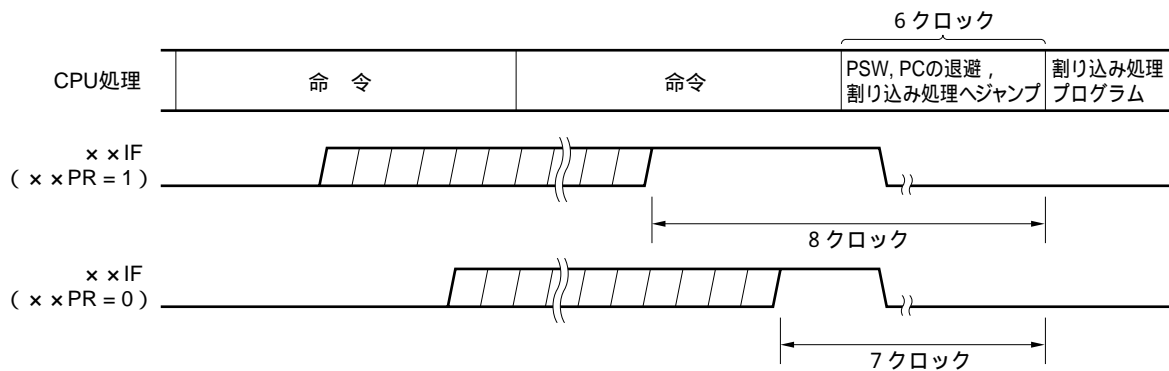 6 クロック
CPU処理
命 令
命令
PSW, PCの退避,
割り込み処理へジャンプ
割り込み処理
プログラム
××IF
(××PR = 1)
8 クロック
××IF
(××PR = 0)
7 クロック